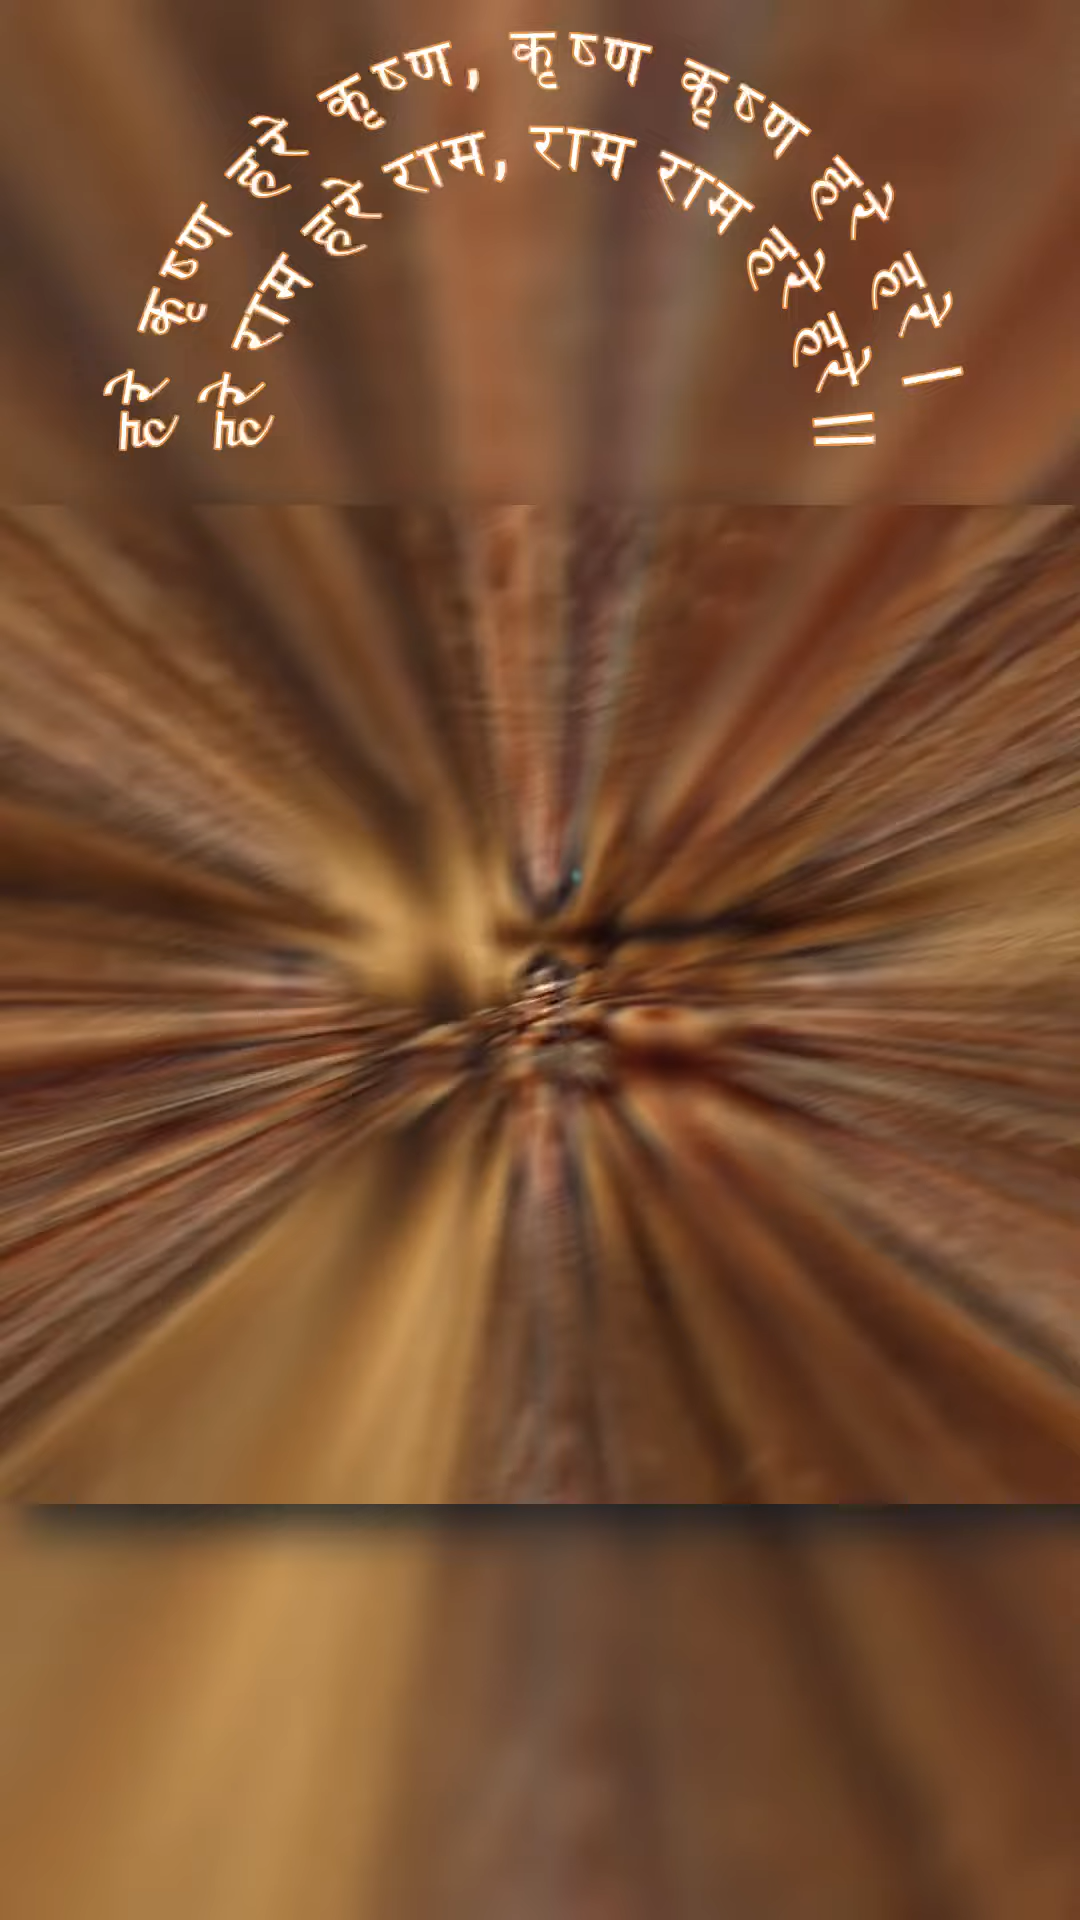 हरे कृष्ण हरे कृष्ण, कृष्ण कृष्ण हरे हरे ।
हरे राम हरे राम, राम राम हरे हरे ॥